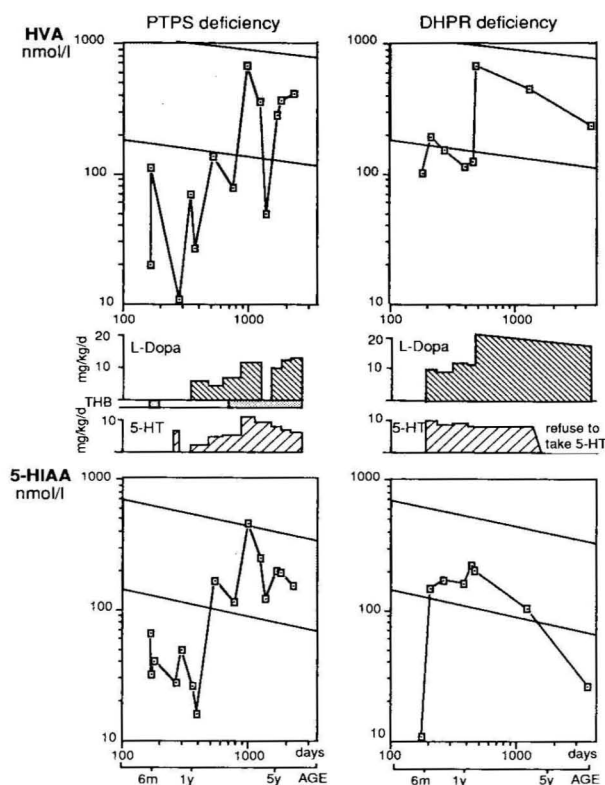 PTPS deficiency DHPR deficiency
HVA
nmol/l
1000 1000
100 100
10 10
100 1000 100 1000
mg/kg/d
20
10
L-Dopa
20
10
L-Dopa
THB
mg/kg/d
10
5-HT
10
5-HT
refuse to
take 5-HT
5-HIAA
nmol/l
1000 1000
100 100
10 10
100 1000 days 100 1000 days
6m 1y 5y AGE 6m 1y 5y AGE